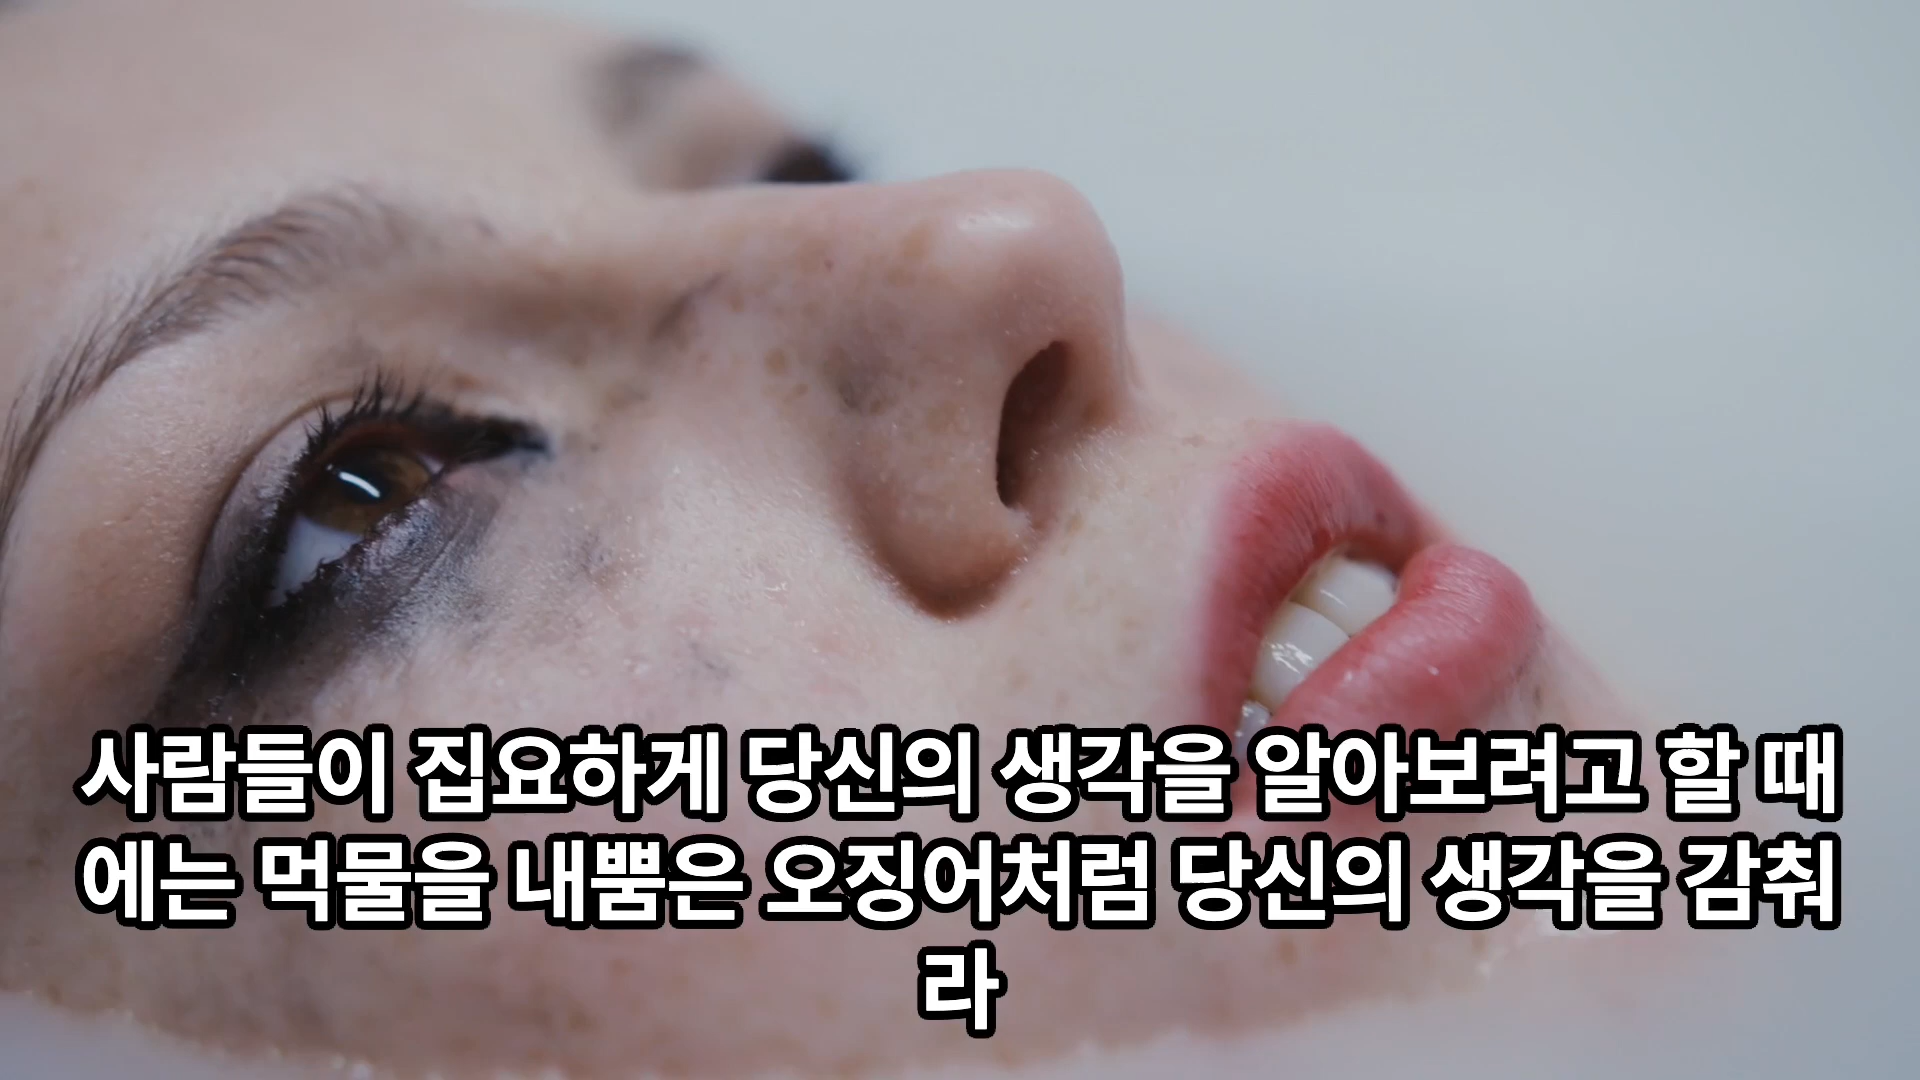 사람들이 집요하게 당신의 생각을 알아보려고 할 때
에는 먹물을 내뿜은 오징어처럼 당신의 생각을 감춰
라